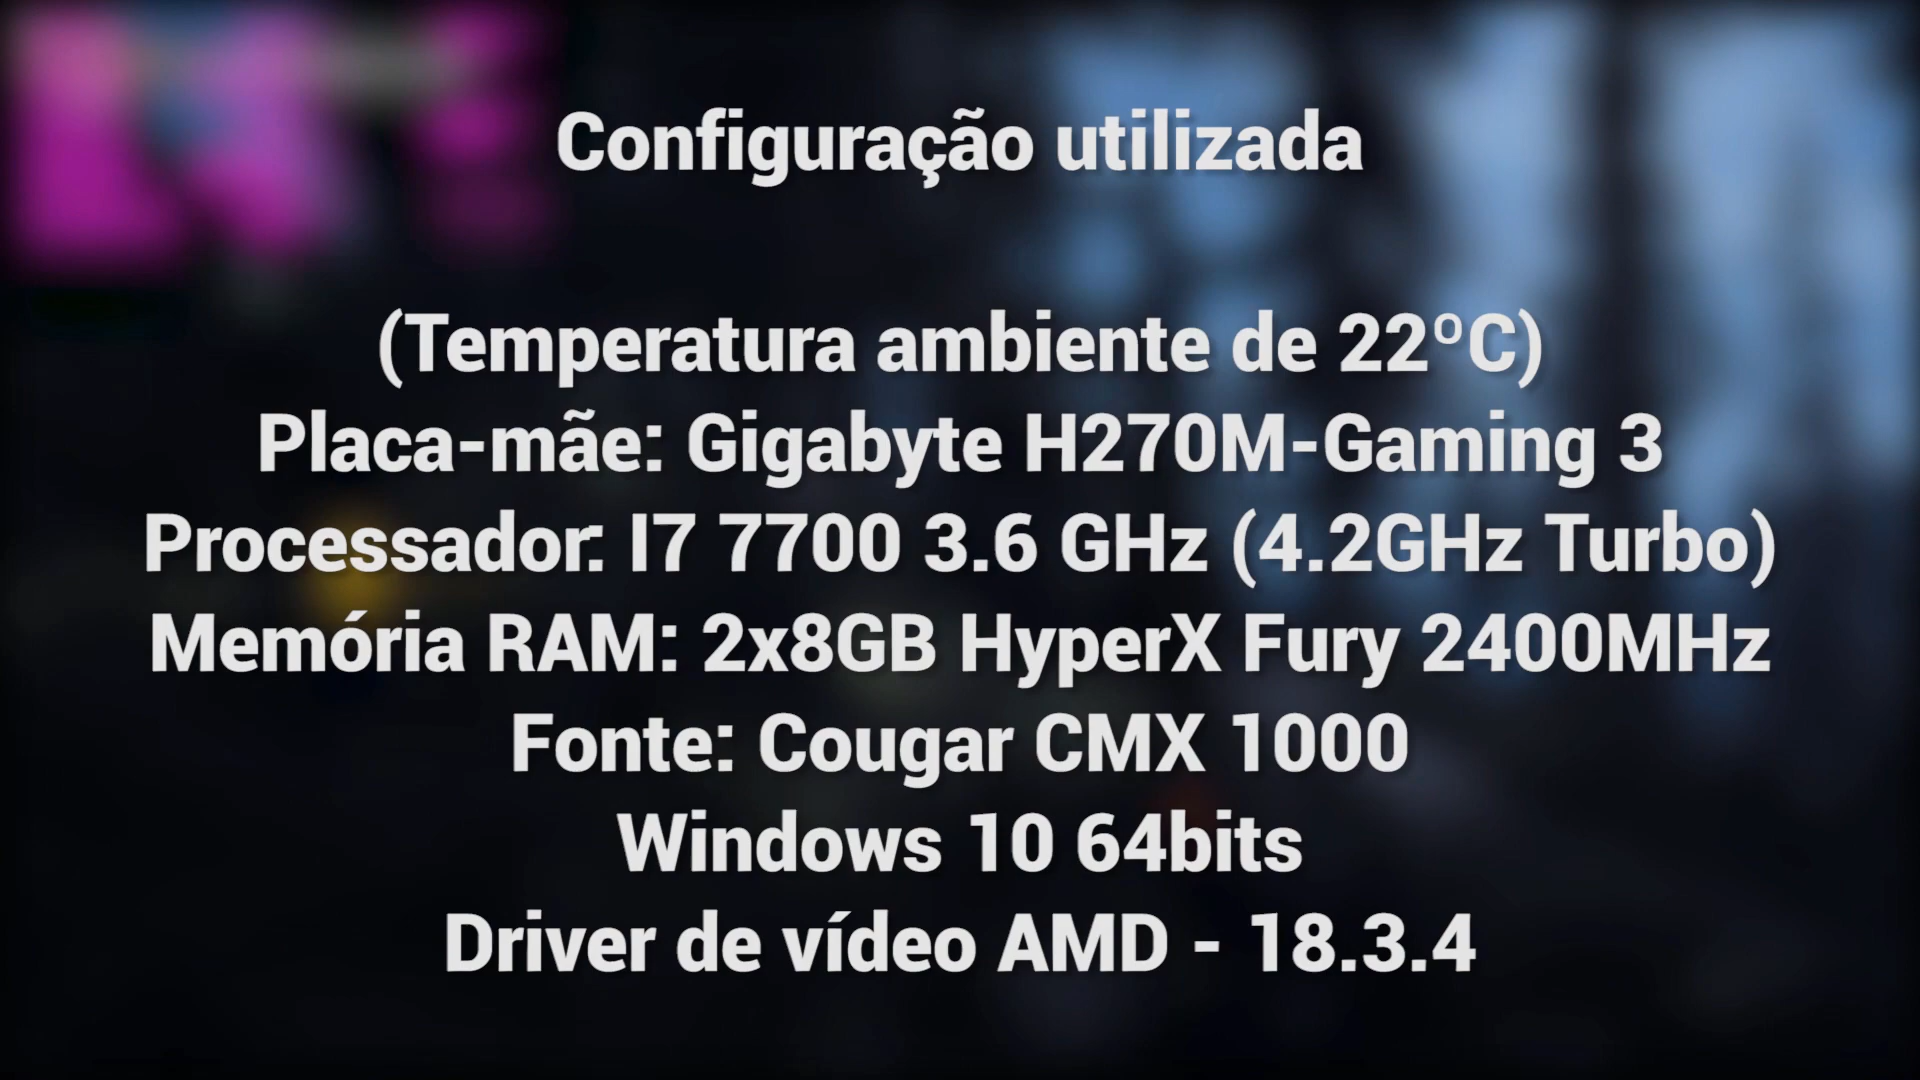 Configuração utilizada
(Temperatura ambiente de 22ºC)
Placa-mãe: Gigabyte H270M-Gaming 3
Processador: I7 7700 3.6 GHz (4.2GHz Turbo)
Memória RAM: 2x8GB HyperX Fury 2400MHz
Fonte: Cougar CMX 1000
Windows 10 64bits
Driver de vídeo AMD - 18.3.4